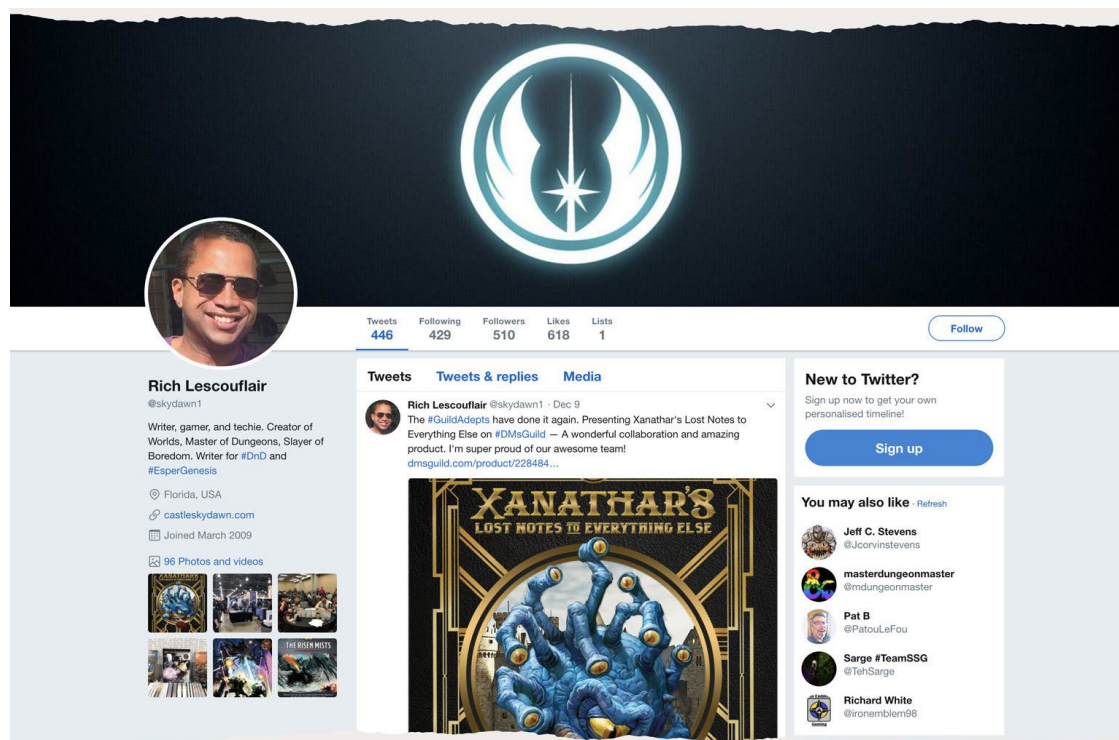 Tweets Following Followers Likes Lists
446 429 510 618 1
Follow
Rich Lescouflair
@skydawn1
Writer, gamer, and techie. Creator of
Worlds, Master of Dungeons, Slayer of
Boredom. Writer for #DnD and
#EsperGenesis
Florida, USA
castleskydawn.com
Joined March 2009
96 Photos and videos
THE RISEN MISTS
Tweets Tweets & replies Media
Rich Lescouflair @skydawn1 · Dec 9
The #GuildAdepts have done it again. Presenting Xanathar's Lost Notes to
Everything Else on #DMsGuild — A wonderful collaboration and amazing
product. I'm super proud of our awesome team!
dmsguild.com/product/228484…
XANATHAR'S
LOST NOTES TO EVERYTHING ELSE
New to Twitter?
Sign up now to get your own
personalised timeline!
Sign up
You may also like · Refresh
Jeff C. Stevens
@Jcorvinstevens
masterdungeonmaster
@mdungeonmaster
Pat B
@PatouLeFou
Sarge #TeamSSG
@TehSarge
Richard White
@ironemblem98